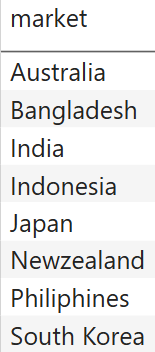 market
Australia
Bangladesh
India
Indonesia
Japan
Newzealand
Philiphines
South Korea